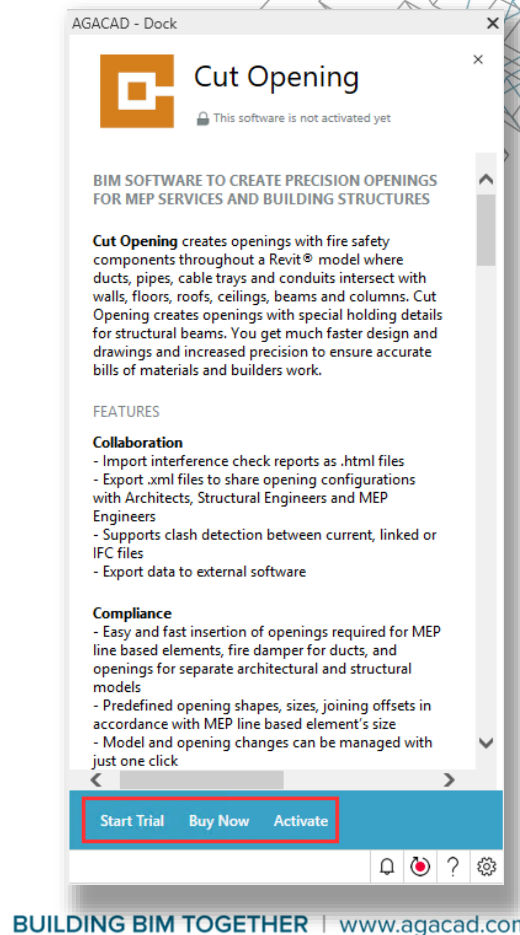 AGACAD - Dock
Cut Opening
This software is not activated yet
BIM SOFTWARE TO CREATE PRECISION OPENINGS
FOR MEP SERVICES AND BUILDING STRUCTURES
Cut Opening creates openings with fire safety
components throughout a Revit® model where
ducts, pipes, cable trays and conduits intersect with
walls, floors, roofs, ceilings, beams and columns. Cut
Opening creates openings with special holding details
for structural beams. You get much faster design and
drawings and increased precision to ensure accurate
bills of materials and builders work.
FEATURES
Collaboration
- Import interference check reports as .html files
- Export .xml files to share opening configurations
with Architects, Structural Engineers and MEP
Engineers
- Supports clash detection between current, linked or
IFC files
- Export data to external software
Compliance
- Easy and fast insertion of openings required for MEP
line based elements, fire damper for ducts, and
openings for separate architectural and structural
models
- Predefined opening shapes, sizes, joining offsets in
accordance with MEP line based element's size
- Model and opening changes can be managed with
just one click
Start Trial Buy Now Activate
BUILDING BIM TOGETHER | www.agacad.com